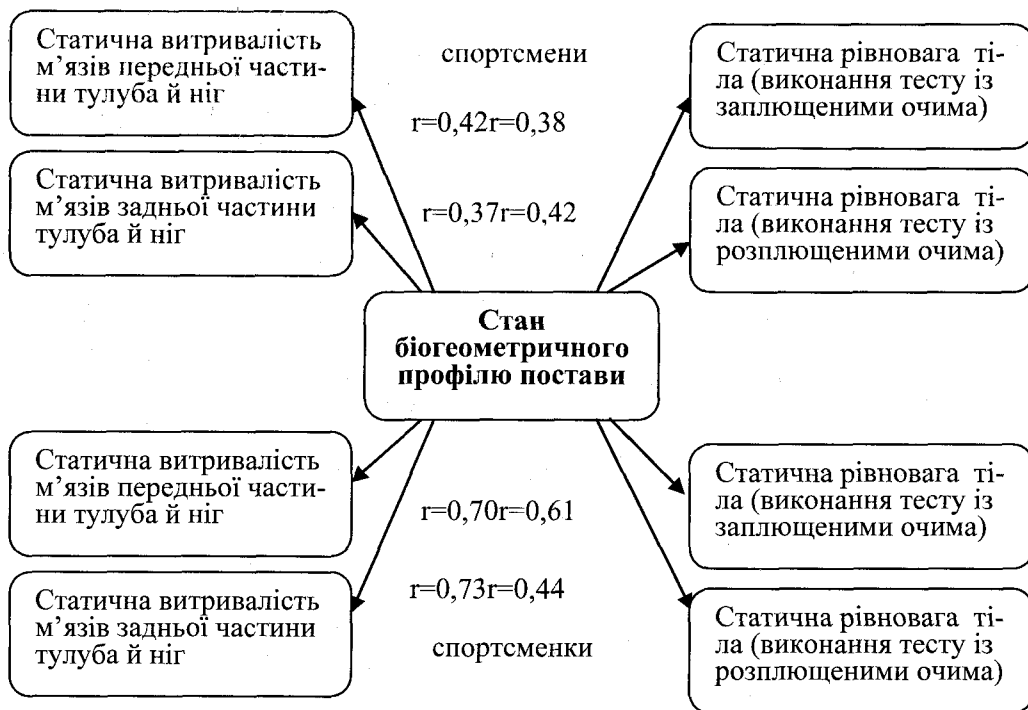 Статична витривалість
м’язів передньої части-
ни тулуба й ніг
спортсмени
Статична рівновага ті-
ла (виконання тесту із
заплющеними очима)
r=0,42r=0,38
Статична витривалість
м’язів задньої частини
тулуба й ніг
r=0,37r=0,42
Статична рівновага ті-
ла (виконання тесту із
розплющеними очима)
Стан
біогеометричного
профілю постави
Статична витривалість
м’язів передньої части-
ни тулуба й ніг
r=0,70r=0,61
Статична рівновага ті-
ла (виконання тесту із
заплющеними очима)
Статична витривалість
м’язів задньої частини
тулуба й ніг
r=0,73r=0,44
спортсменки
Статична рівновага ті-
ла (виконання тесту із
розплющеними очима)